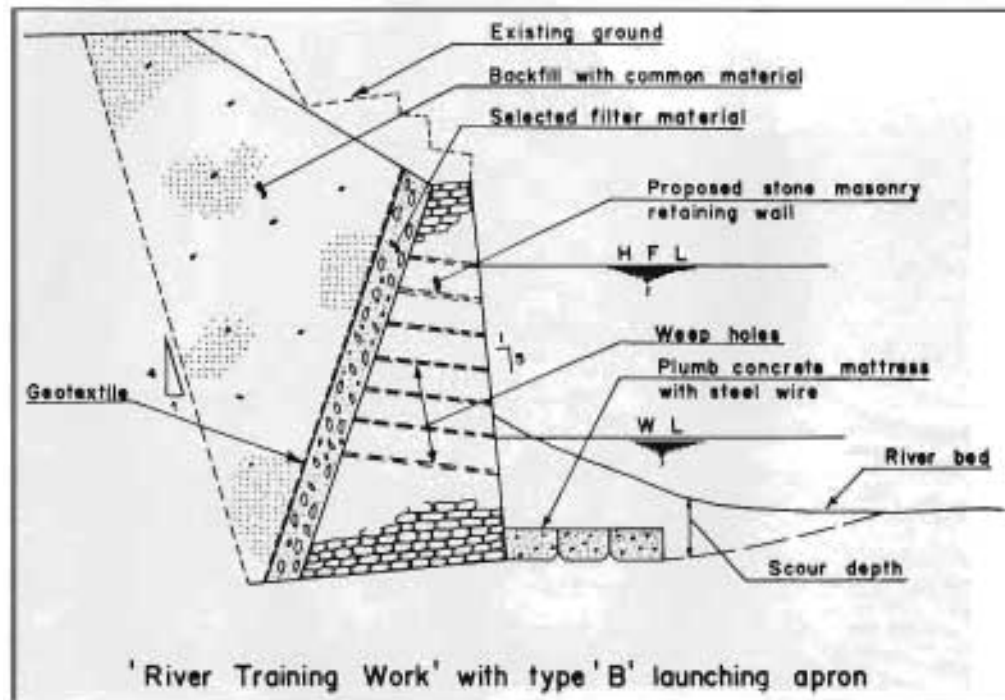 Existing ground
Backfill with common material
Selected filter material
Proposed stone masonry
retaining wall
H F L
1
5
Weep holes
Plumb concrete mattress
with steel wire
4
1
Geotextile
W L
River bed
Scour depth
'River Training Work' with type 'B' launching apron